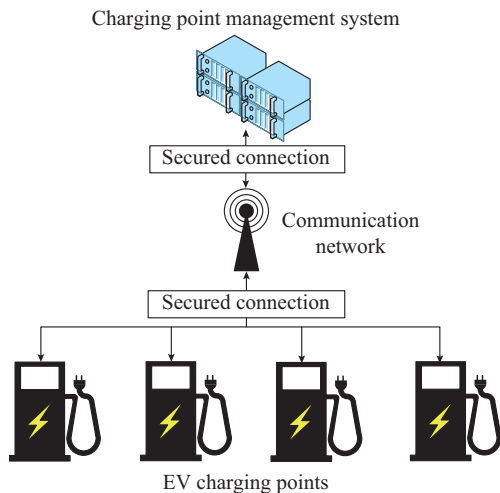 Charging point management system
Secured connection
Communication
network
Secured connection
EV charging points